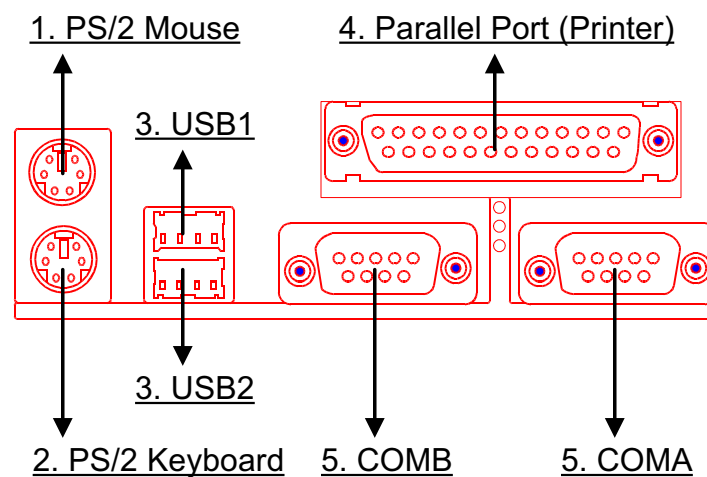 1. PS/2 Mouse
4. Parallel Port (Printer)
3. USB1
3. USB2
2. PS/2 Keyboard
5. COMB
5. COMA